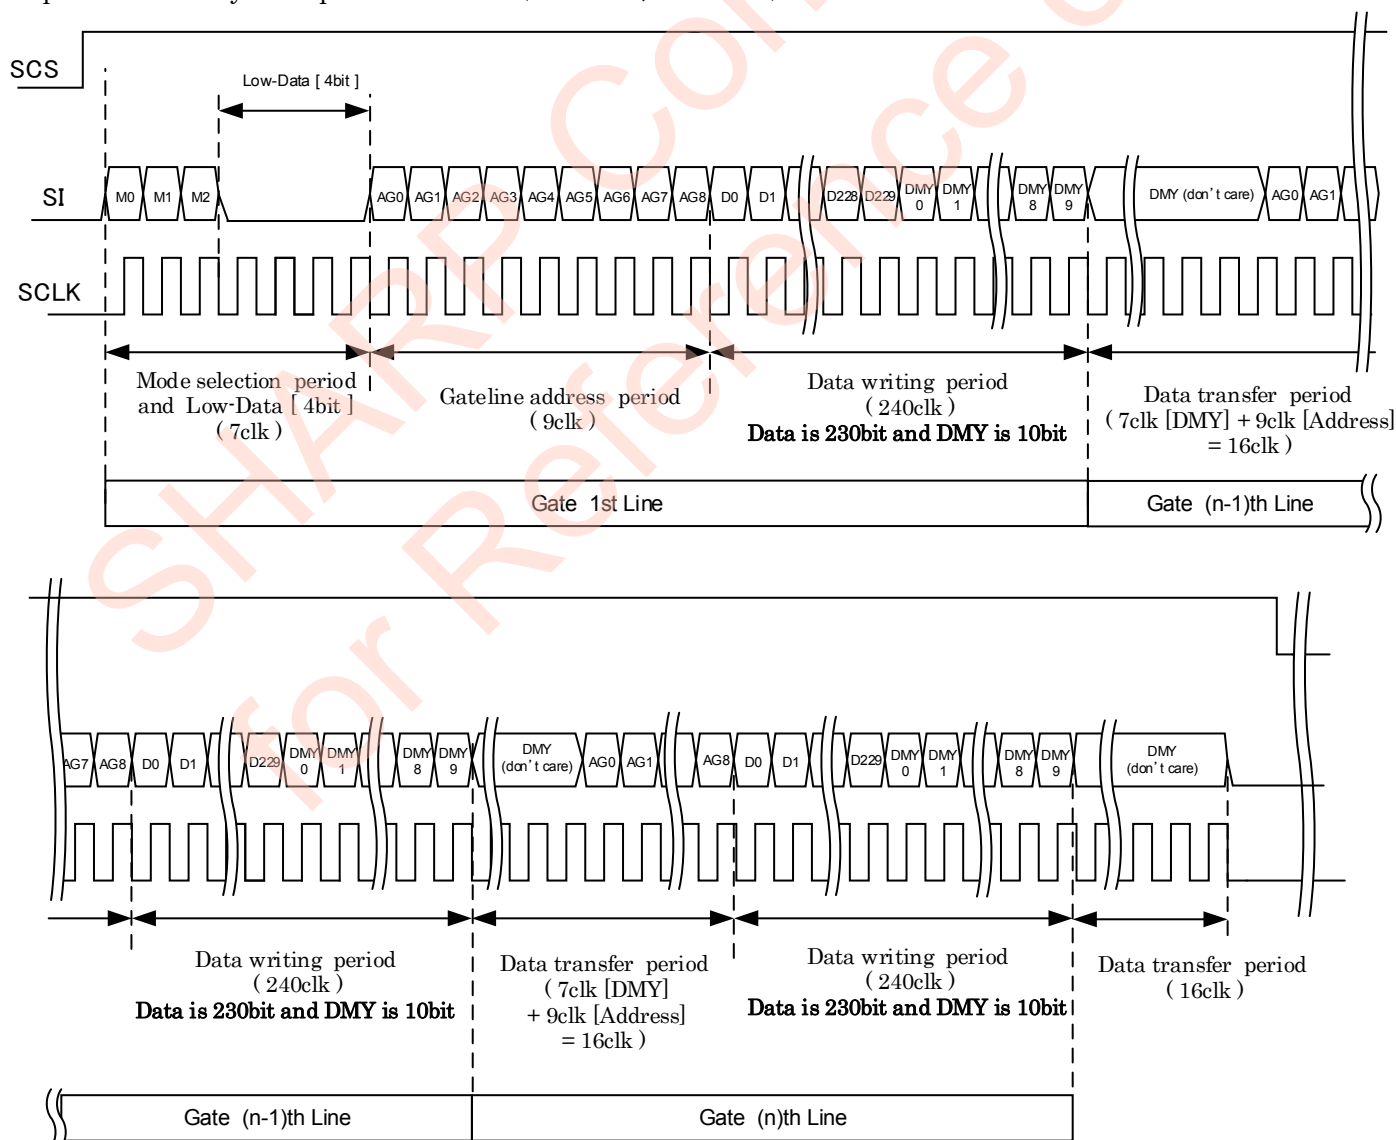 SCS
Low-Data [ 4bit ]
SI
M0 M1 M2 AG0 AG1 AG2 AG3 AG4 AG5 AG6 AG7 AG8 D0 D1 D228 D229 DMY 0 DMY 1 DMY 8 DMY 9 DMY (don't care) AG0 AG1
SCLK
Mode selection period
and Low-Data [ 4bit ]
( 7clk )
Gateline address period
( 9clk )
Data writing period
( 240clk )
Data is 230bit and DMY is 10bit
Data transfer period
( 7clk [DMY] + 9clk [Address]
= 16clk )
Gate 1st Line
Gate (n-1)th Line
AG7 AG8 D0 D1 D229 DMY 0 DMY 1 DMY 8 DMY 9 DMY (don't care) AG0 AG1 AG8 D0 D1 D229 DMY 0 DMY 1 DMY 8 DMY 9 DMY (don't care)
Data writing period
( 240clk )
Data is 230bit and DMY is 10bit
Data transfer period
( 7clk [DMY]
+ 9clk [Address]
= 16clk )
Data writing period
( 240clk )
Data is 230bit and DMY is 10bit
Data transfer period
( 16clk )
Gate (n-1)th Line
Gate (n)th Line
SHARP Con
for Reference